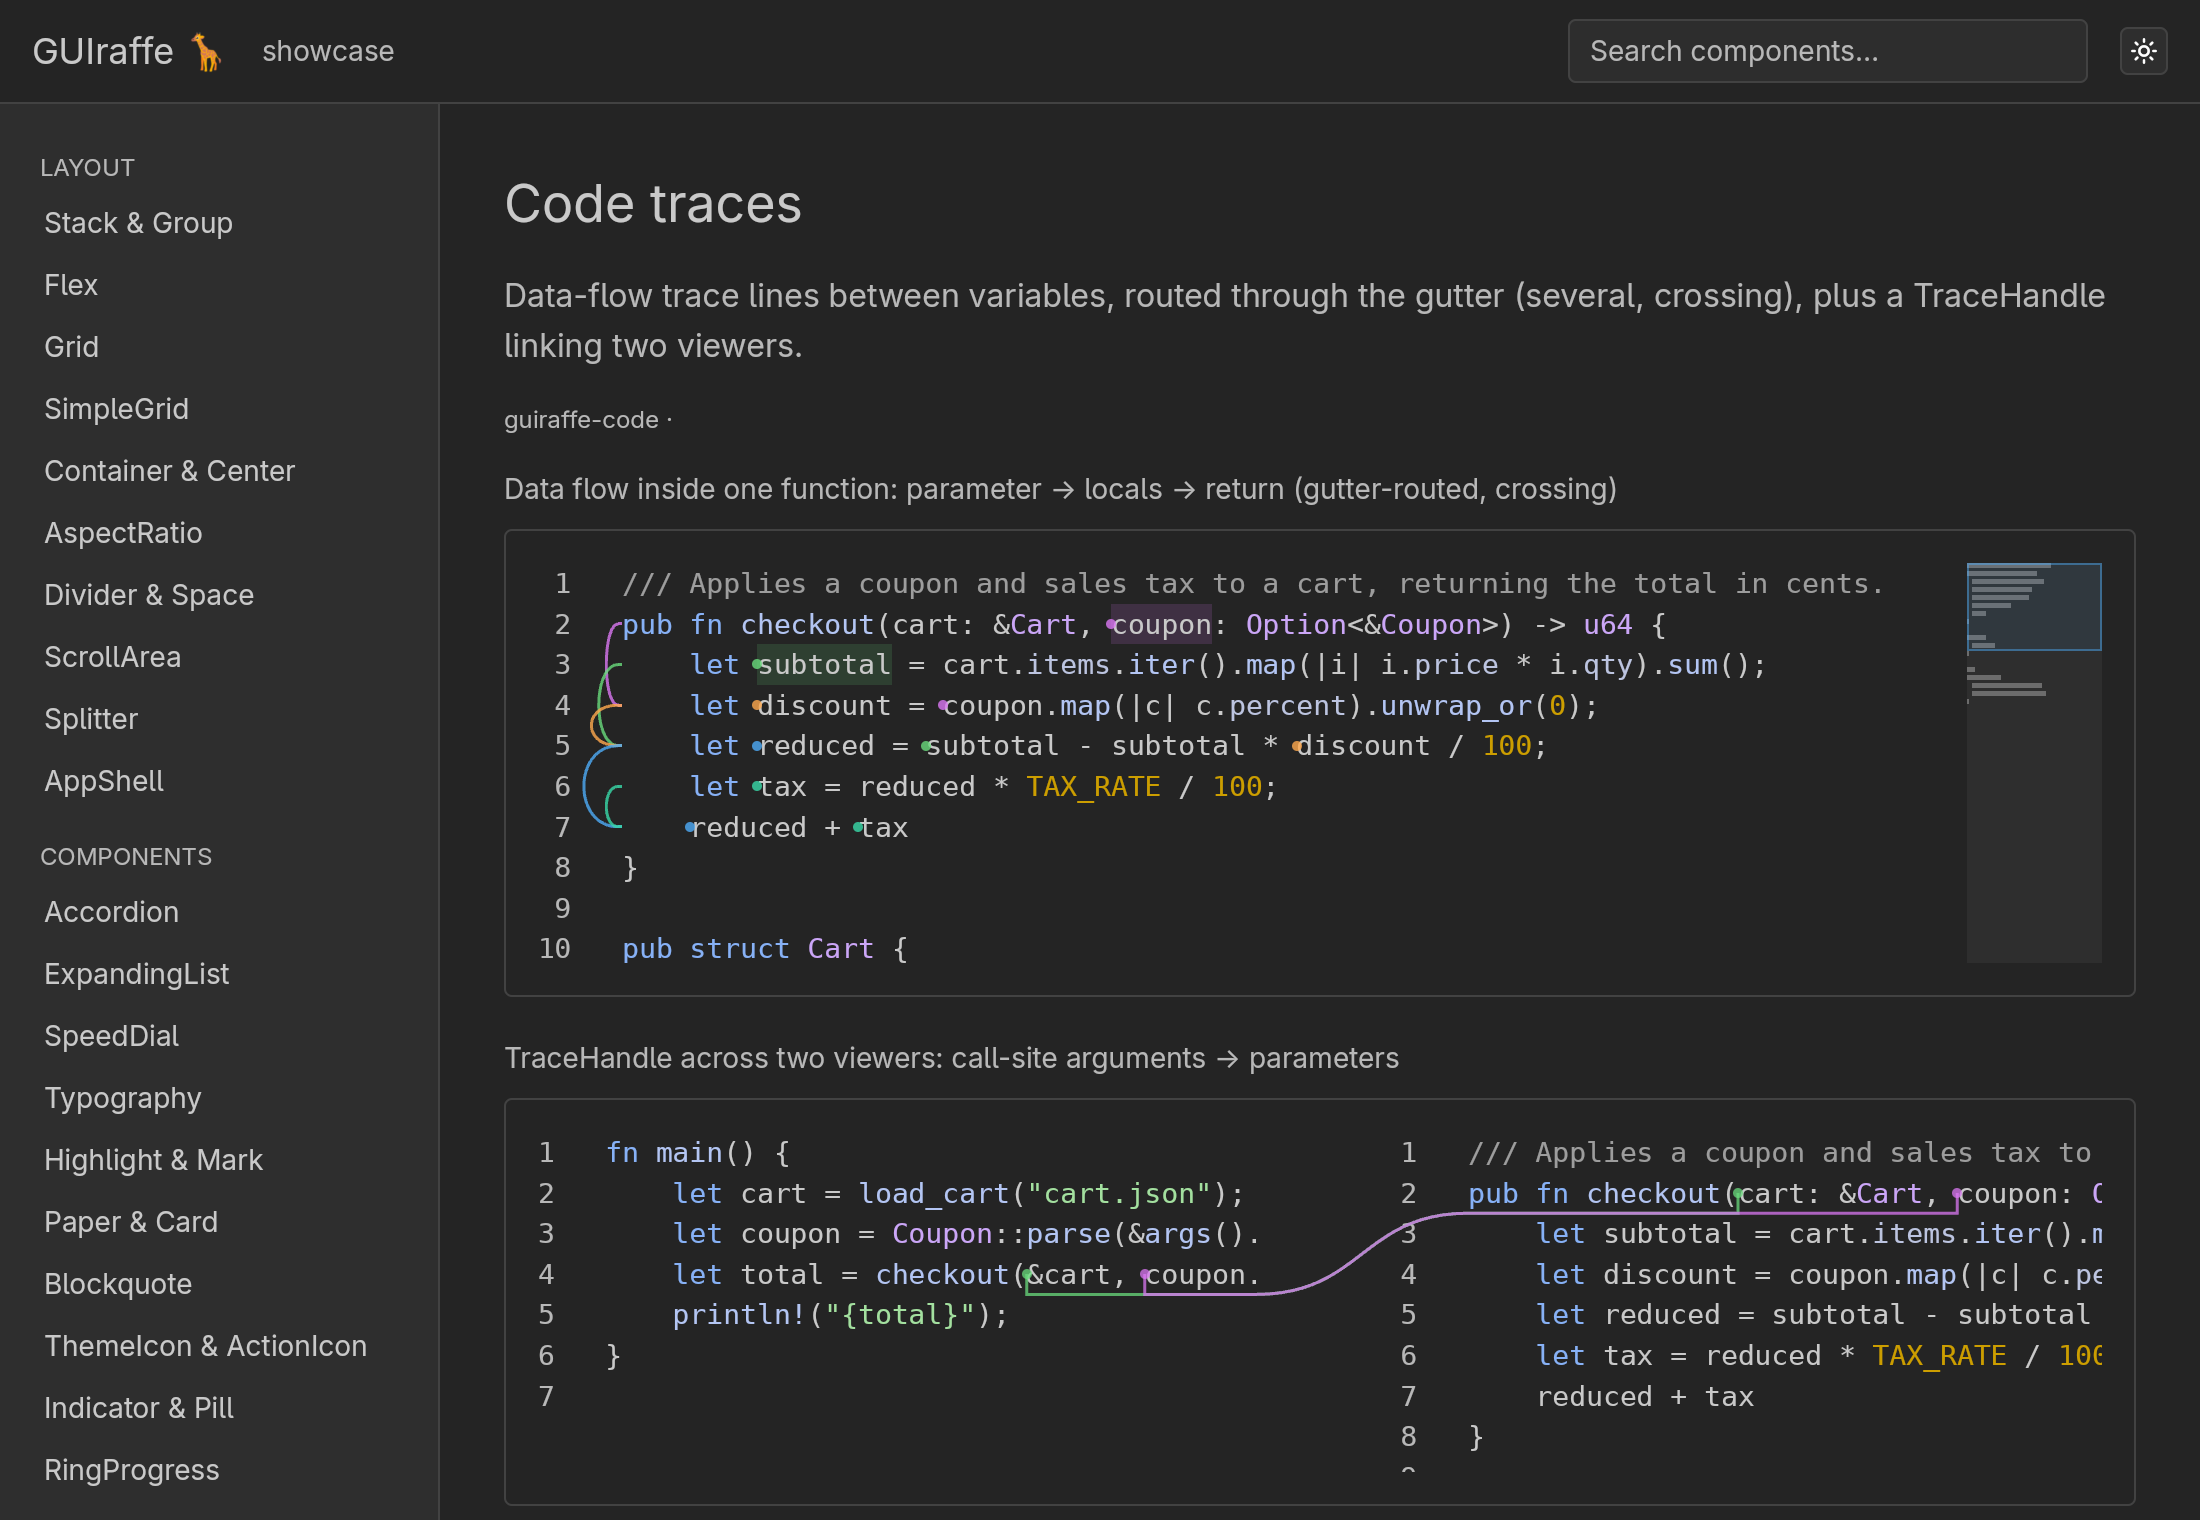 GUIraffe 🦒 showcase
Search components...
LAYOUT
Stack & Group
Flex
Grid
SimpleGrid
Container & Center
AspectRatio
Divider & Space
ScrollArea
Splitter
AppShell
COMPONENTS
Accordion
ExpandingList
SpeedDial
Typography
Highlight & Mark
Paper & Card
Blockquote
ThemeIcon & ActionIcon
Indicator & Pill
RingProgress
Code traces
Data-flow trace lines between variables, routed through the gutter (several, crossing), plus a TraceHandle
linking two viewers.
guiraffe-code ·
Data flow inside one function: parameter → locals → return (gutter-routed, crossing)
1 /// Applies a coupon and sales tax to a cart, returning the total in cents.
2 pub fn checkout(cart: &Cart, coupon: Option<&Coupon>) -> u64 {
3     let subtotal = cart.items.iter().map(|i| i.price * i.qty).sum();
4     let discount = coupon.map(|c| c.percent).unwrap_or(0);
5     let reduced = subtotal - subtotal * discount / 100;
6     let tax = reduced * TAX_RATE / 100;
7     reduced + tax
8 }
9
10 pub struct Cart {
TraceHandle across two viewers: call-site arguments → parameters
1 fn main() {
2     let cart = load_cart("cart.json");
3     let coupon = Coupon::parse(&args().
4     let total = checkout(&cart, coupon.
5     println!("{total}");
6 }
7
1 /// Applies a coupon and sales tax to
2 pub fn checkout(cart: &Cart, coupon:
3     let subtotal = cart.items.iter().m
4     let discount = coupon.map(|c| c.pe
5     let reduced = subtotal - subtotal
6     let tax = reduced * TAX_RATE / 100
7     reduced + tax
8 }